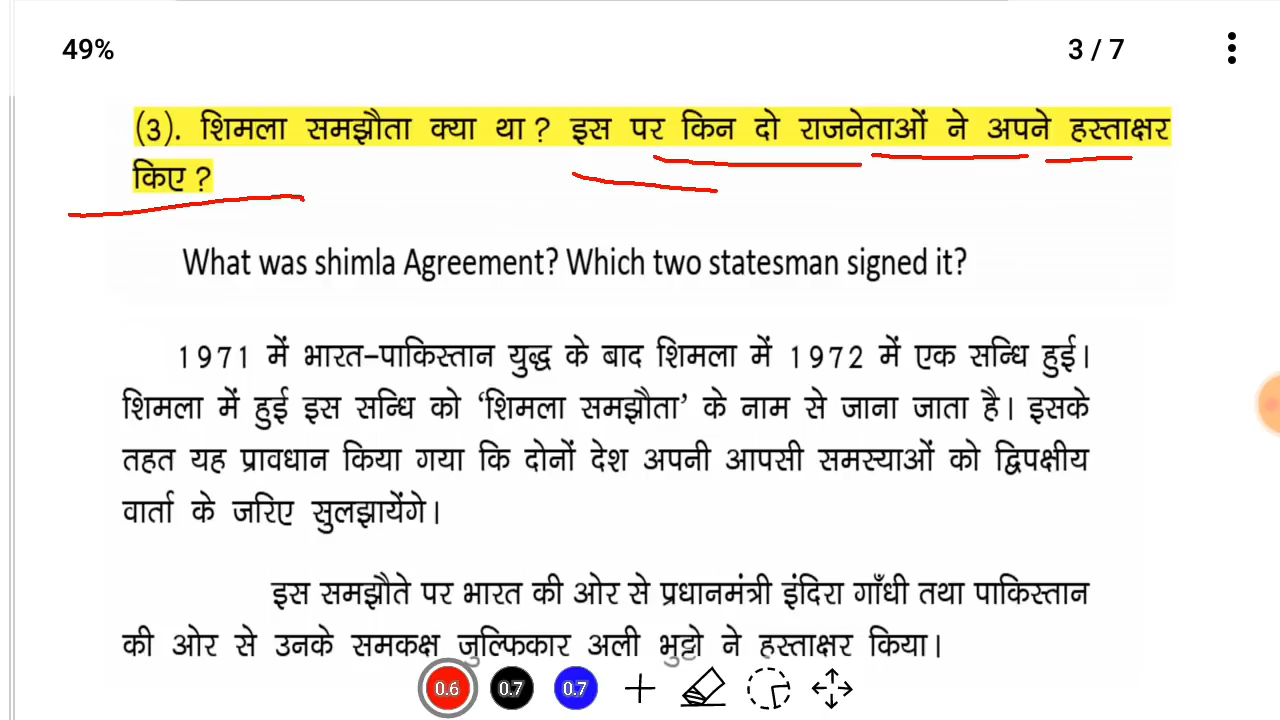 49%
3 / 7
(३). शिमला समझौता क्या था? इस पर किन दो राजनेताओं ने अपने हस्ताक्षर
किए ?
What was shimla Agreement? Which two statesman signed it?
1971 में भारत-पाकिस्तान युद्ध के बाद शिमला में 1972 में एक सन्धि हुई।
शिमला में हुई इस सन्धि को ‘शिमला समझौता’ के नाम से जाना जाता है। इसके
तहत यह प्रावधान किया गया कि दोनों देश अपनी आपसी समस्याओं को द्विपक्षीय
वार्ता के जरिए सुलझायेंगे।
इस समझौते पर भारत की ओर से प्रधानमंत्री इंदिरा गाँधी तथा पाकिस्तान
की ओर से उनके समकक्ष जुल्फिकार अली भुट्टो ने हस्ताक्षर किया।
0.6 0.7 0.7